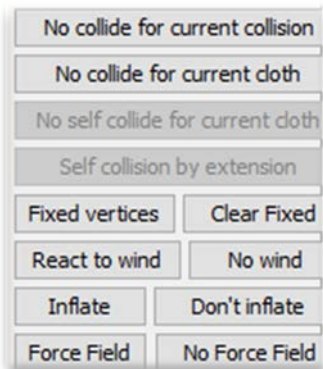 No collide for current collision
No collide for current cloth
No self collide for current cloth
Self collision by extension
Fixed vertices Clear Fixed
React to wind No wind
Inflate Don't inflate
Force Field No Force Field